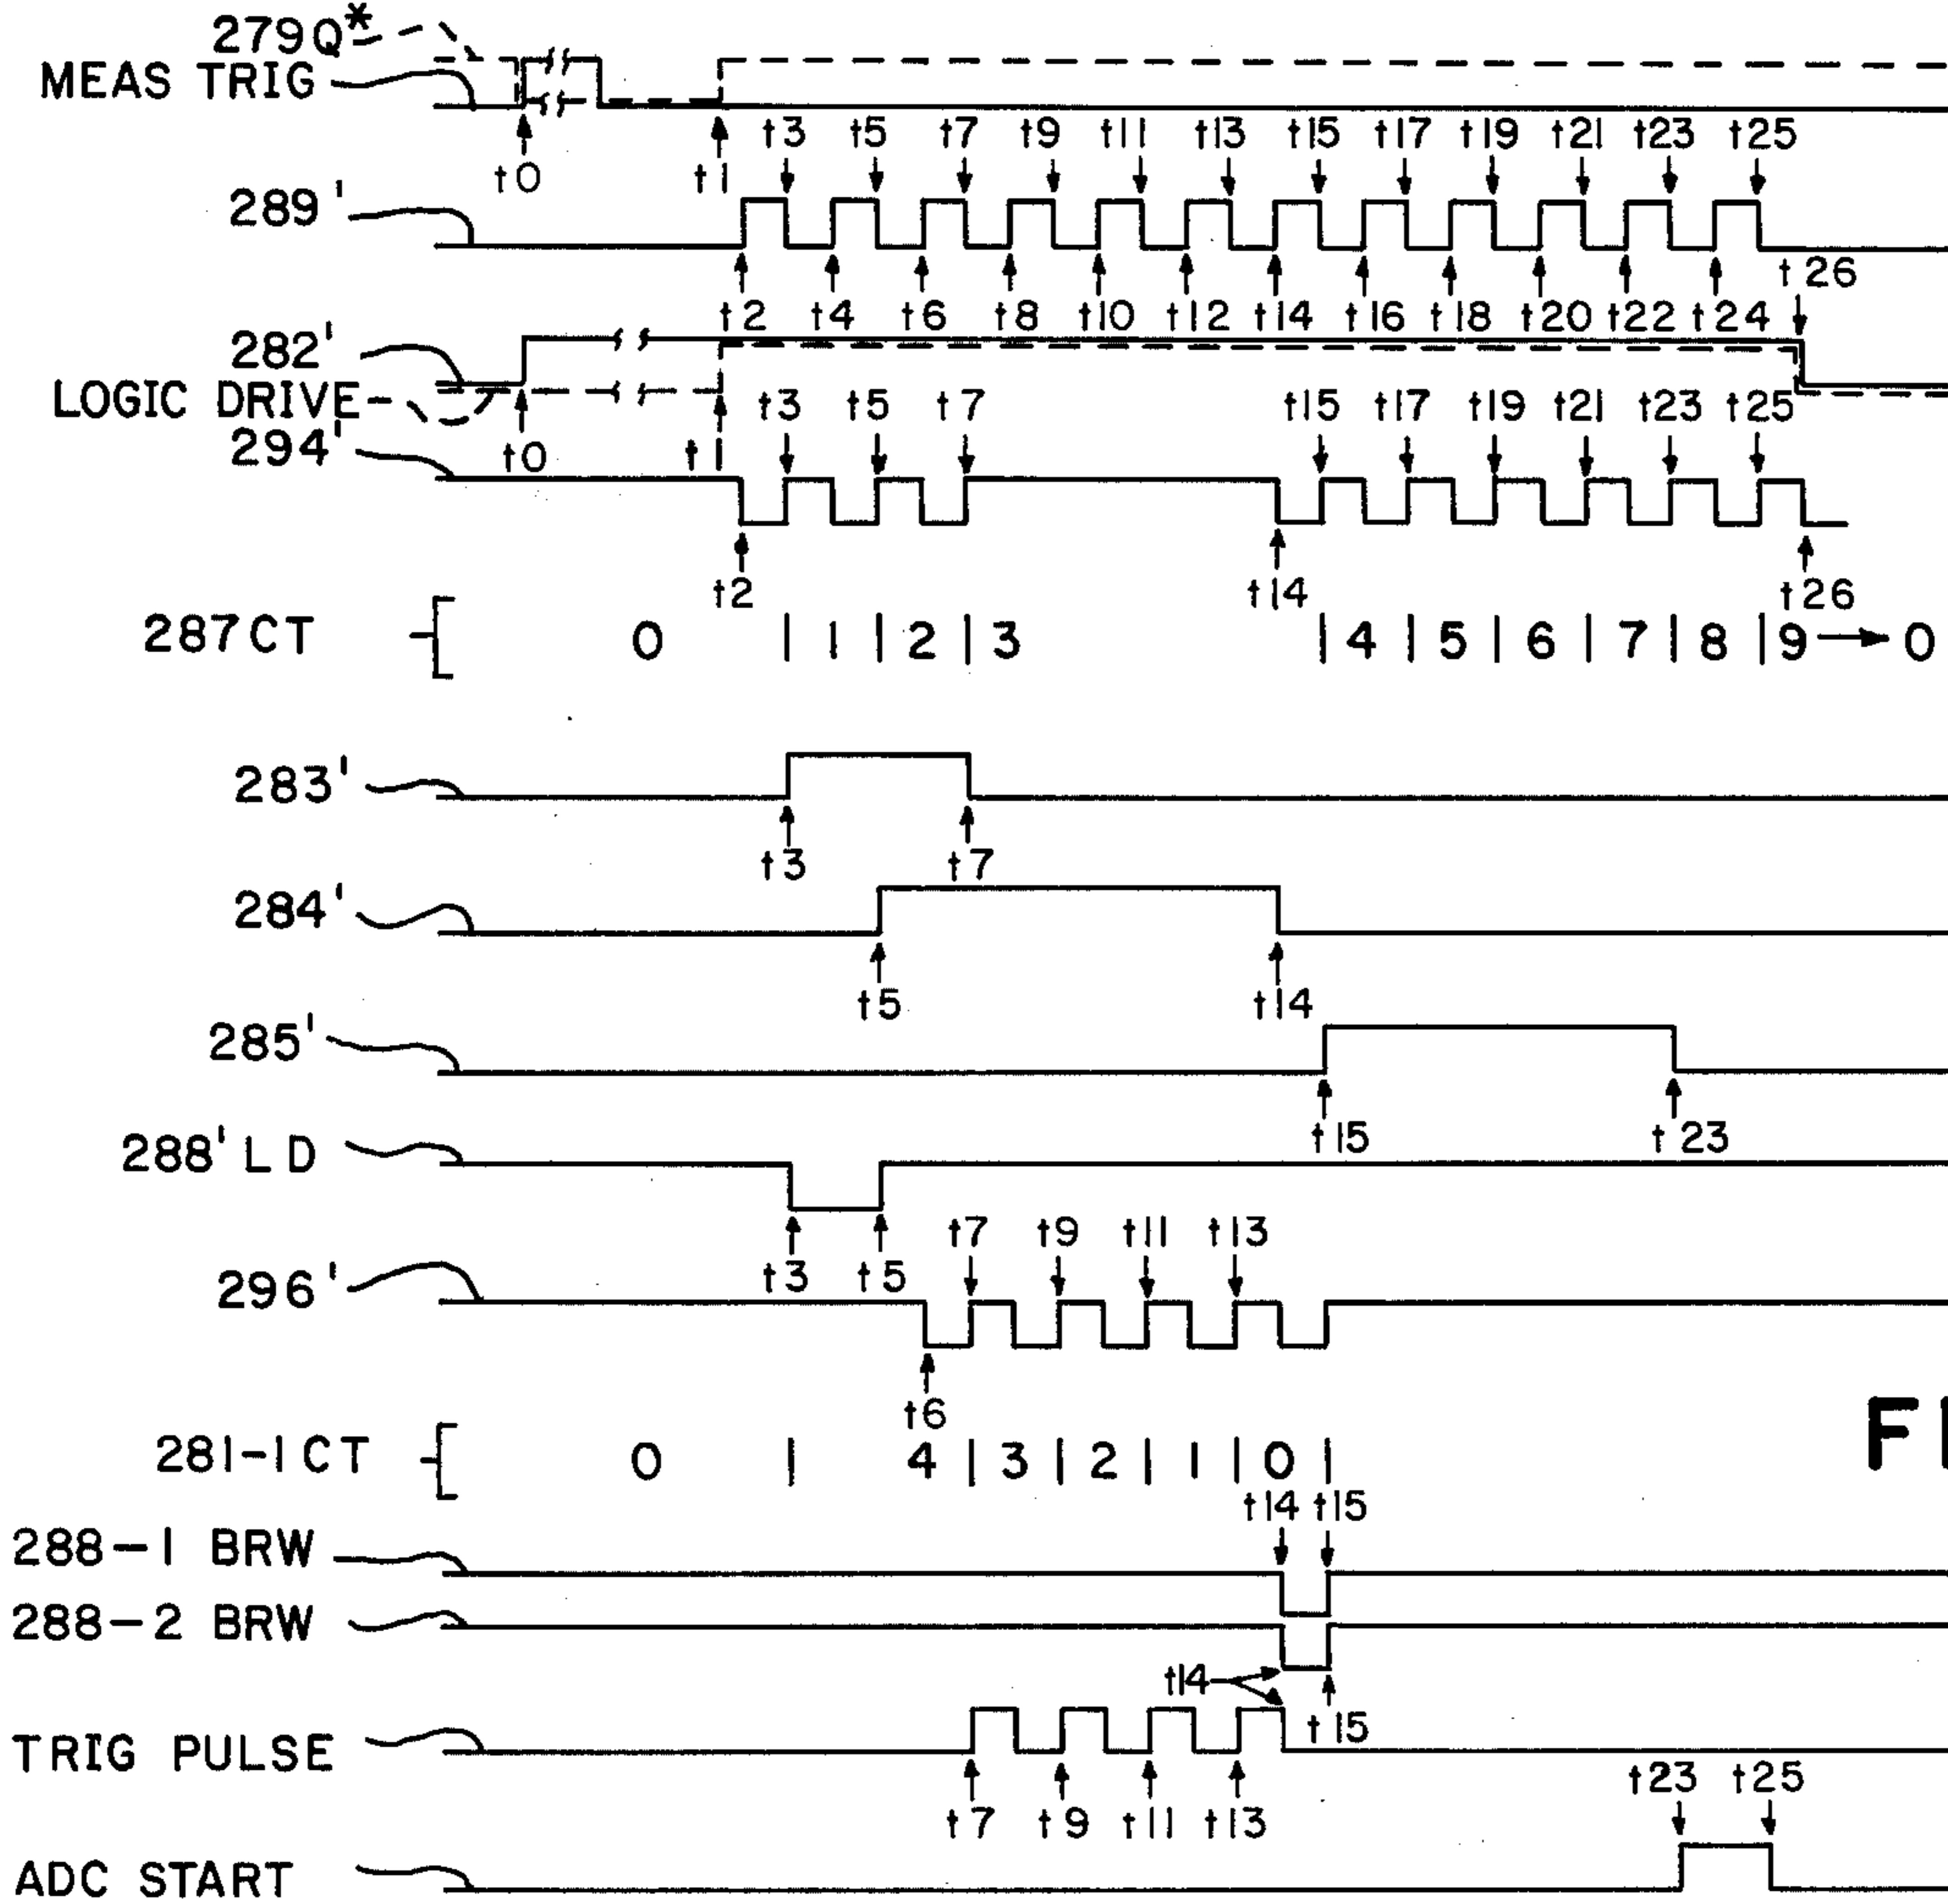 279Q*
MEAS TRIG
t3 t5 t7 t9 t11 t13 t15 t17 t19 t21 t23 t25
t0 t1
289'
t26
t2 t4 t6 t8 t10 t12 t14 t16 t18 t20 t22 t24
282'
LOGIC DRIVE
t3 t5 t7 t15 t17 t19 t21 t23 t25
294'
t0 t1
t2 t14 t26
287CT 0 | 1 | 2 | 3 | 4 | 5 | 6 | 7 | 8 | 9 → 0
283'
t3 t7
284'
t5 t14
285'
t15 t23
288'LD
t7 t9 t11 t13
t3 t5
296'
t6
281-1CT 0 | 4 | 3 | 2 | 1 | 0 |
FI
t14 t15
288-1 BRW
288-2 BRW
t14
t15
TRIG PULSE
t23 t25
t7 t9 t11 t13
ADC START